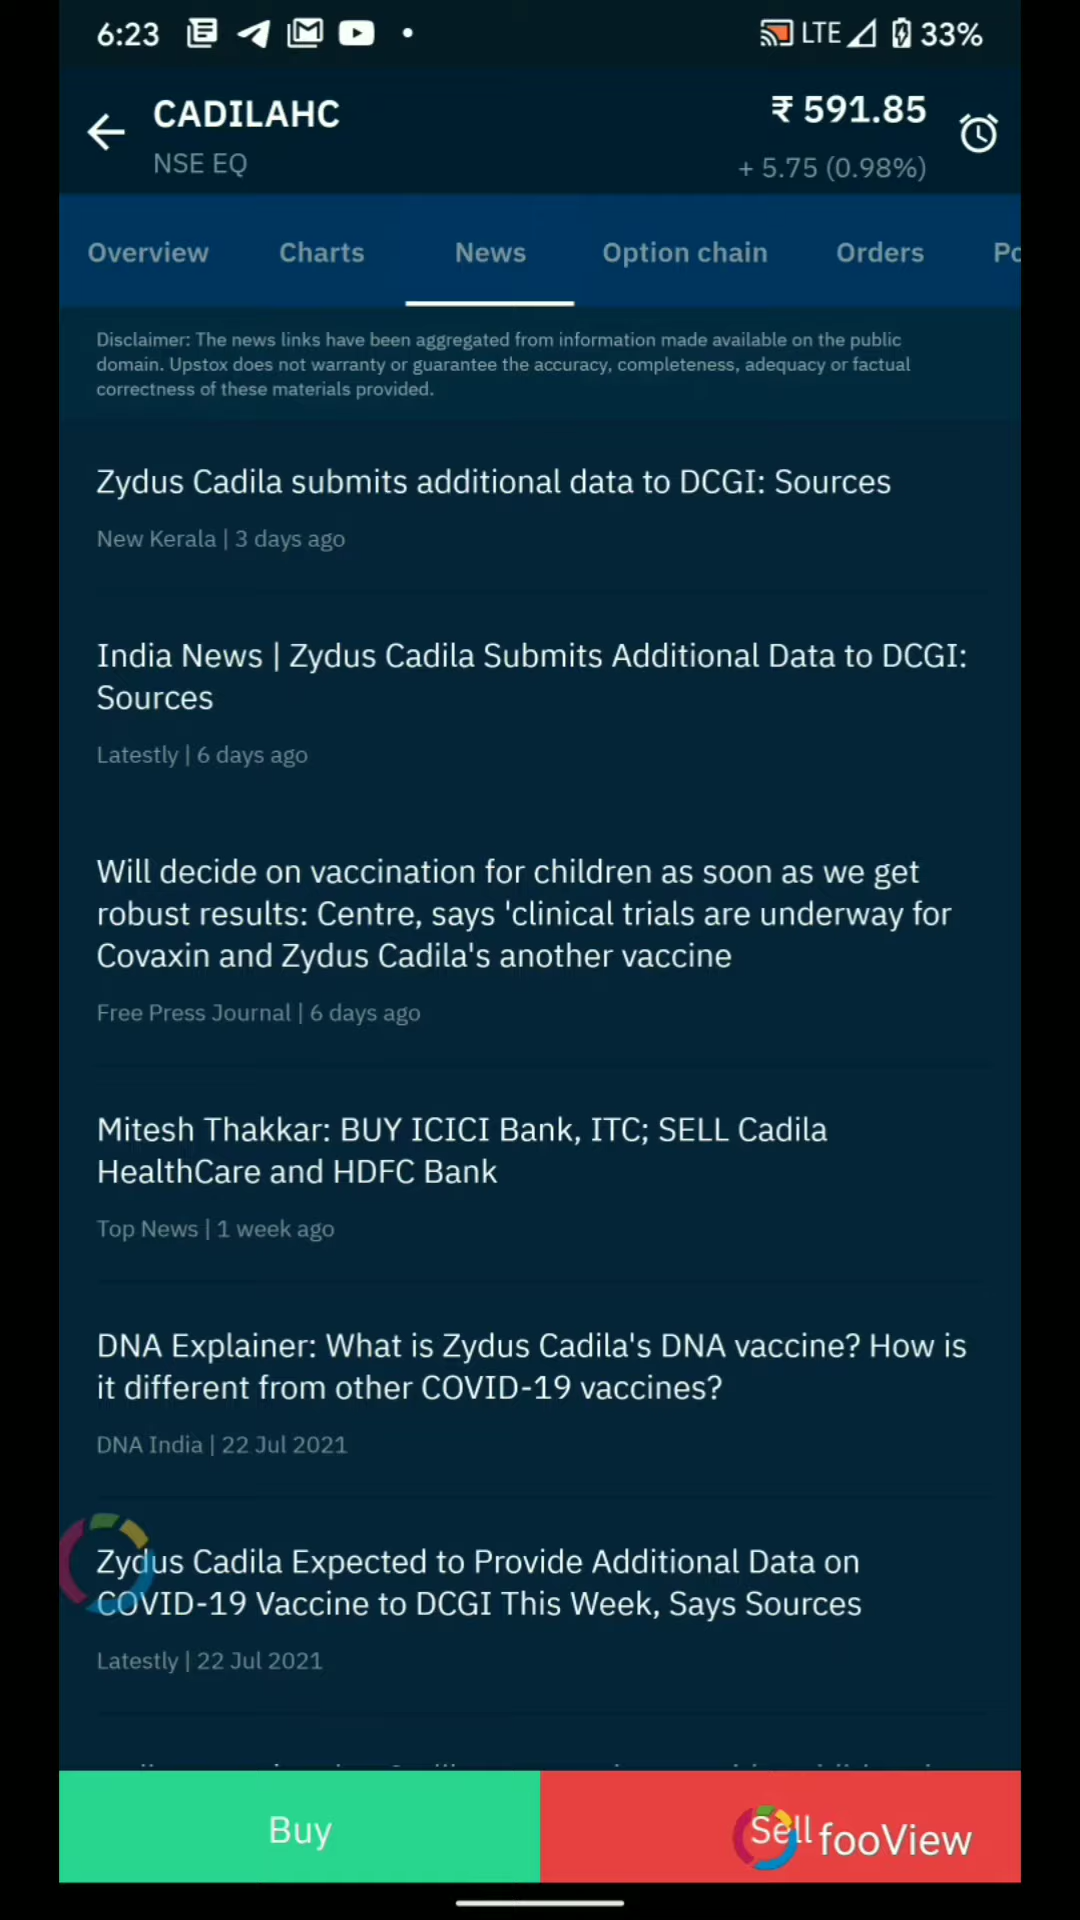 6:23 LTE 33%
CADILAHC ₹ 591.85
NSE EQ + 5.75 (0.98%)
Overview Charts News Option chain Orders
Disclaimer: The news links have been aggregated from information made available on the public
domain. Upstox does not warranty or guarantee the accuracy, completeness, adequacy or factual
correctness of these materials provided.
Zydus Cadila submits additional data to DCGI: Sources
New Kerala | 3 days ago
India News | Zydus Cadila Submits Additional Data to DCGI:
Sources
Latestly | 6 days ago
Will decide on vaccination for children as soon as we get
robust results: Centre, says 'clinical trials are underway for
Covaxin and Zydus Cadila's another vaccine
Free Press Journal | 6 days ago
Mitesh Thakkar: BUY ICICI Bank, ITC; SELL Cadila
HealthCare and HDFC Bank
Top News | 1 week ago
DNA Explainer: What is Zydus Cadila's DNA vaccine? How is
it different from other COVID-19 vaccines?
DNA India | 22 Jul 2021
Zydus Cadila Expected to Provide Additional Data on
COVID-19 Vaccine to DCGI This Week, Says Sources
Latestly | 22 Jul 2021
Buy Sell fooView